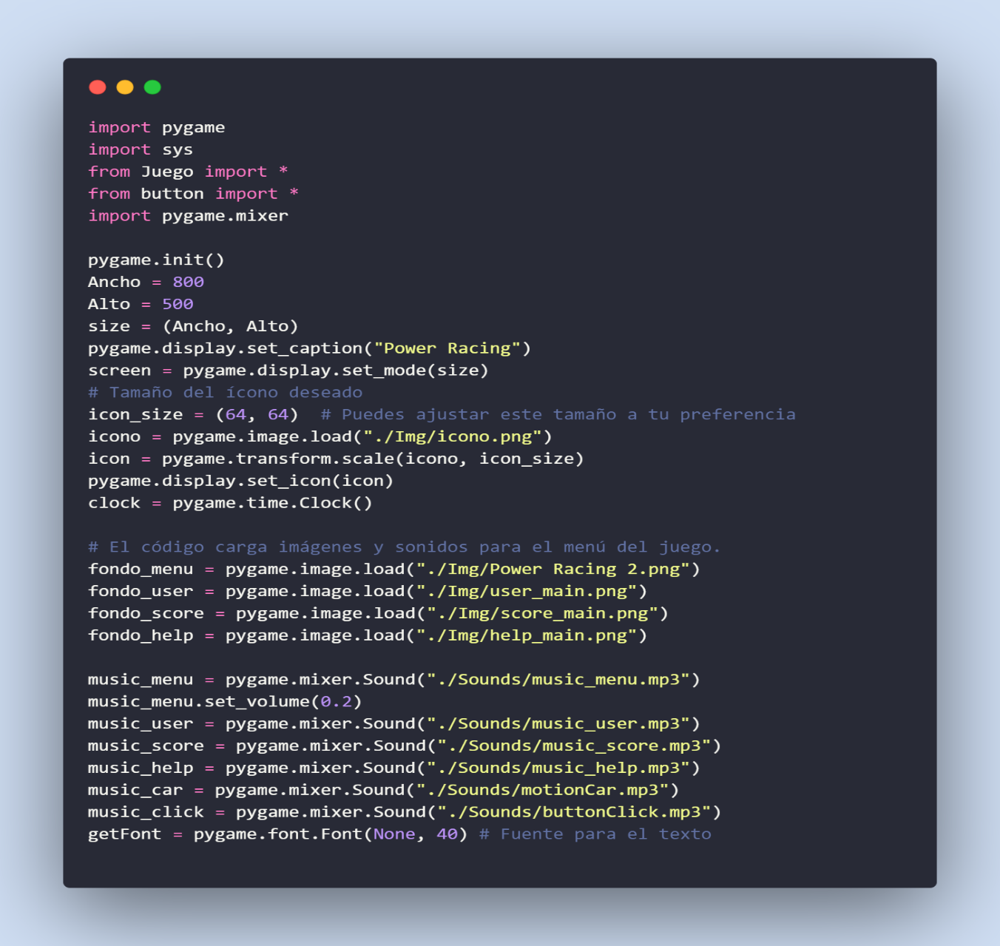 import pygame
import sys
from Juego import *
from button import *
import pygame.mixer

pygame.init()
Ancho = 800
Alto = 500
size = (Ancho, Alto)
pygame.display.set_caption("Power Racing")
screen = pygame.display.set_mode(size)
# Tamaño del ícono deseado
icon_size = (64, 64)  # Puedes ajustar este tamaño a tu preferencia
icono = pygame.image.load("./Img/icono.png")
icon = pygame.transform.scale(icono, icon_size)
pygame.display.set_icon(icon)
clock = pygame.time.Clock()

# El código carga imágenes y sonidos para el menú del juego.
fondo_menu = pygame.image.load("./Img/Power Racing 2.png")
fondo_user = pygame.image.load("./Img/user_main.png")
fondo_score = pygame.image.load("./Img/score_main.png")
fondo_help = pygame.image.load("./Img/help_main.png")

music_menu = pygame.mixer.Sound("./Sounds/music_menu.mp3")
music_menu.set_volume(0.2)
music_user = pygame.mixer.Sound("./Sounds/music_user.mp3")
music_score = pygame.mixer.Sound("./Sounds/music_score.mp3")
music_help = pygame.mixer.Sound("./Sounds/music_help.mp3")
music_car = pygame.mixer.Sound("./Sounds/motionCar.mp3")
music_click = pygame.mixer.Sound("./Sounds/buttonClick.mp3")
getFont = pygame.font.Font(None, 40) # Fuente para el texto